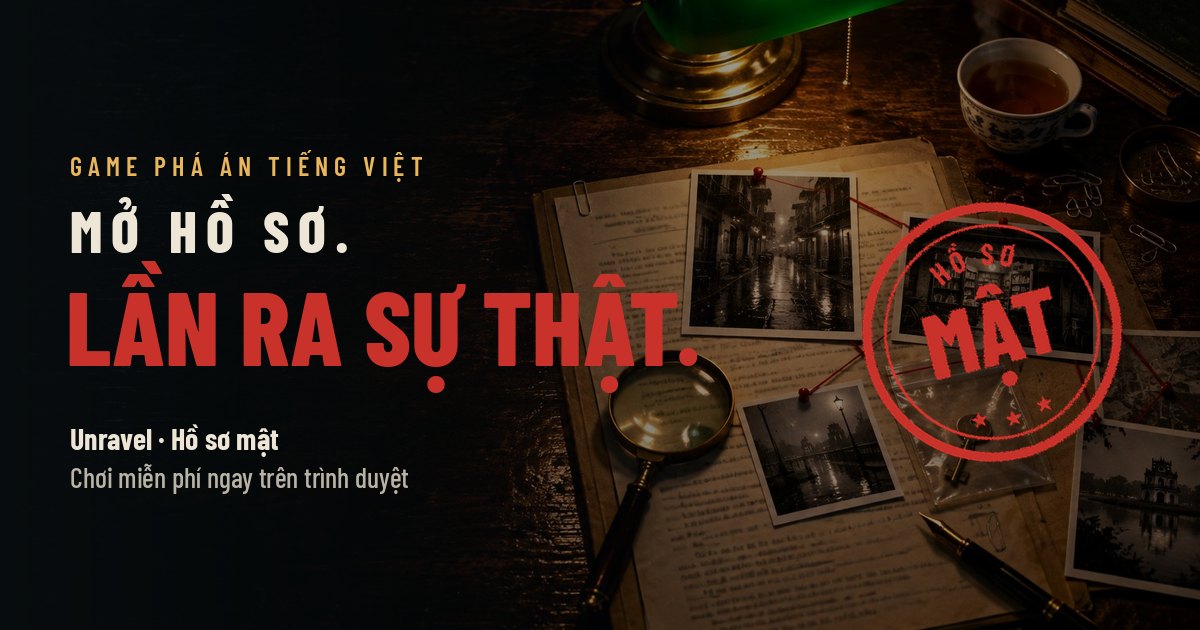 GAME PHÁ ÁN TIẾNG VIỆT
MỞ HỒ SƠ.
LẦN RA SỰ THẬT.
Unravel · Hồ sơ mật
Chơi miễn phí ngay trên trình duyệt
HỒ SƠ
MẬT